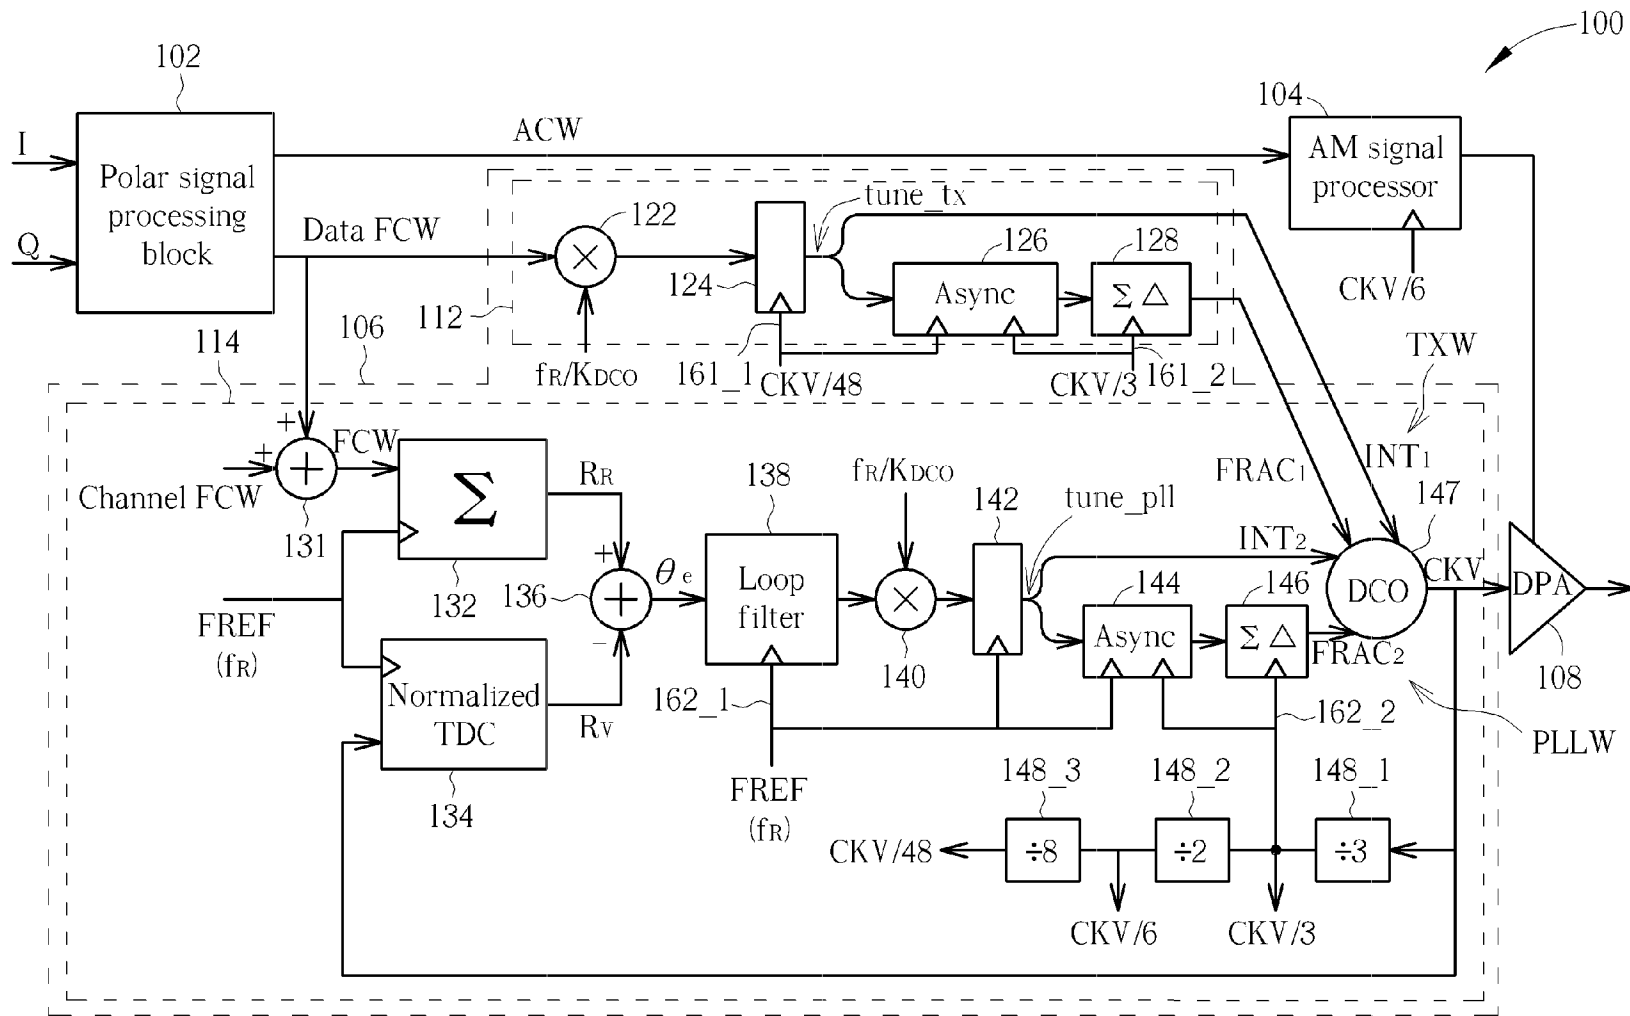 100
102
104
I
ACW
Polar signal
processing
block
AM signal
processor
tune_tx
122
Q
Data FCW
×
126
128
124
Async
Σ Δ
CKV/6
112
114
106
fR/KDCO
161_1
CKV/48
CKV/3
161_2
TXW
+
+
FCW
+
Channel FCW
131
Σ
RR
138
fR/KDCO
142
tune_pll
FRAC1
INT1
147
132
+
136
+
-
θe
Loop
filter
×
140
INT2
144
146
Async
Σ Δ
DCO
CKV
DPA
FRAC2
108
FREF
(fR)
Normalized
TDC
RV
134
162_1
162_2
PLLW
FREF
(fR)
148_3
148_2
148_1
CKV/48
÷8
÷2
÷3
CKV/6
CKV/3